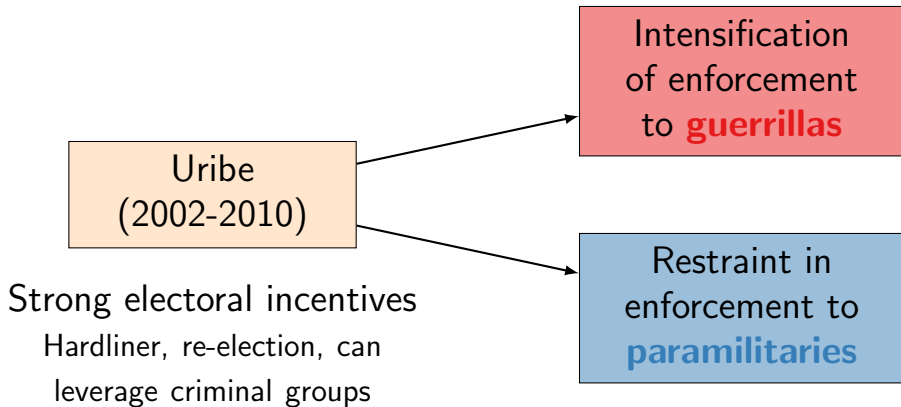 Uribe
(2002-2010)
Strong electoral incentives
Hardliner, re-election, can
leverage criminal groups
Intensification
of enforcement
to guerrillas
Restraint in
enforcement to
paramilitaries